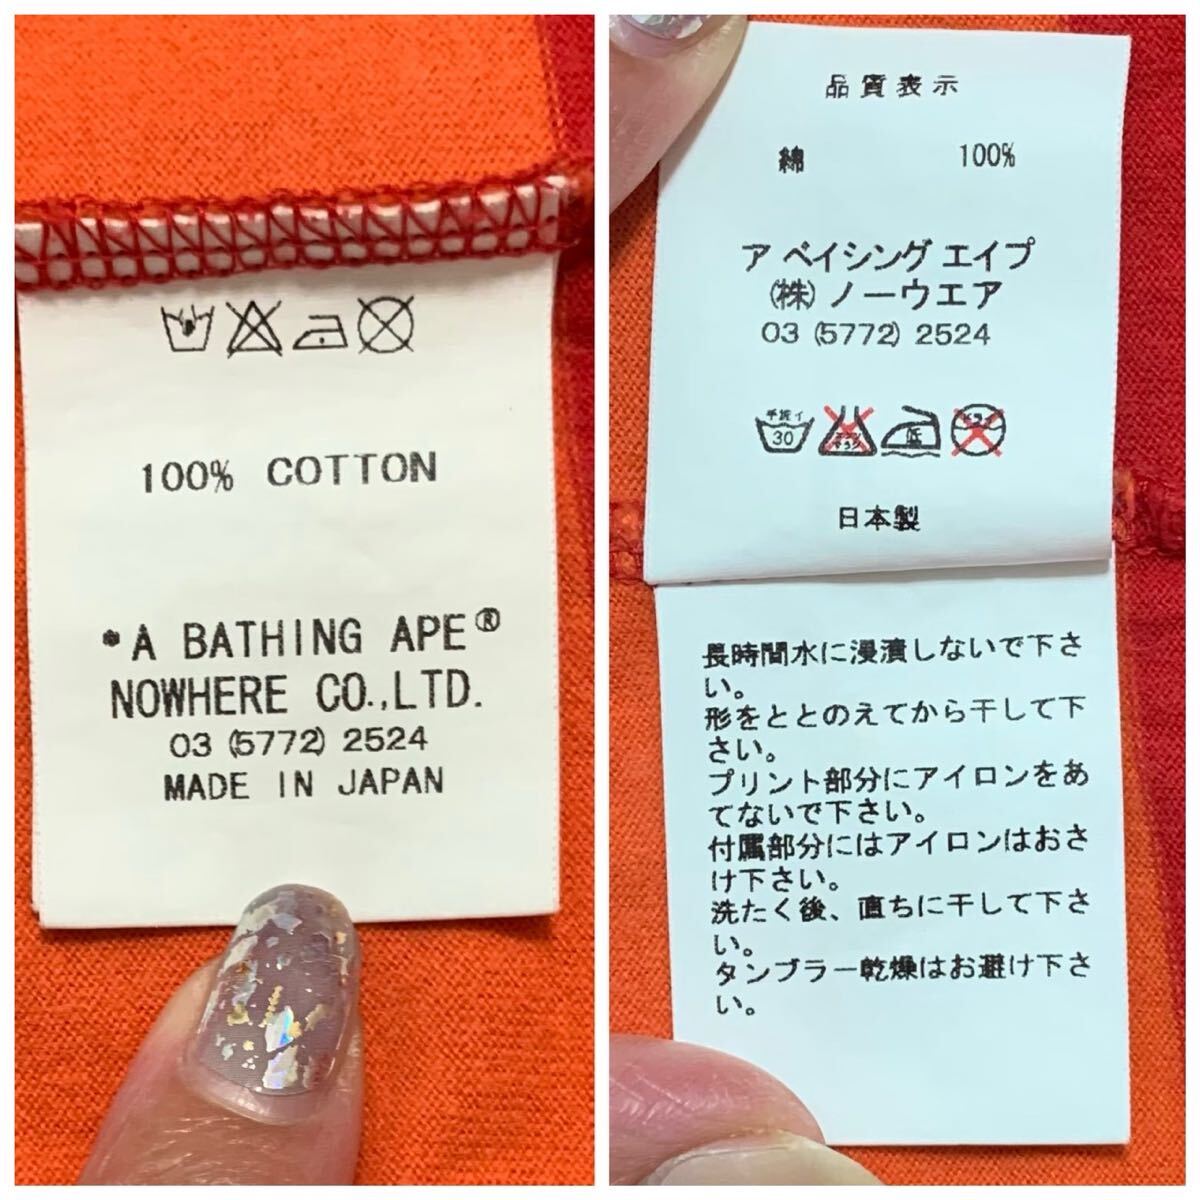 100% COTTON
*A BATHING APE®
NOWHERE CO.,LTD.
03 (5772) 2524
MADE IN JAPAN
品質表示
綿 100%
ア ベイシング エイプ
(株) ノーウエア
03 (5772) 2524
手洗イ
30
低
日本製
長時間水に浸漬しないで下さ
い。
形をととのえてから干して下
さい。
プリント部分にアイロンをあ
てないで下さい。
付属部分にはアイロンはおさ
け下さい。
洗たく後、直ちに干して下さ
い。
タンブラー乾燥はお避け下さ
い。